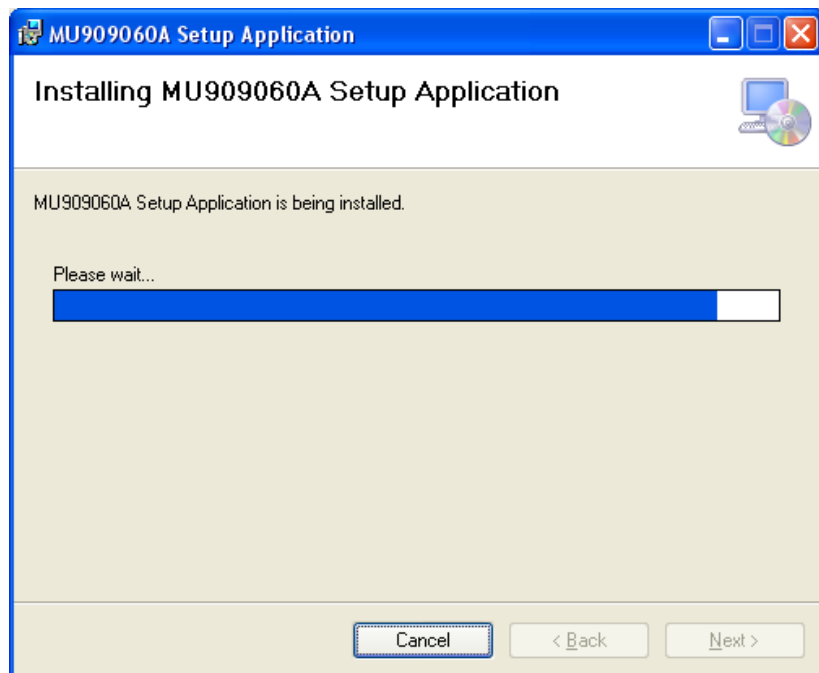 MU909060A Setup Application
Installing MU909060A Setup Application
MU909060A Setup Application is being installed.
Please wait...
Cancel
< Back
Next >